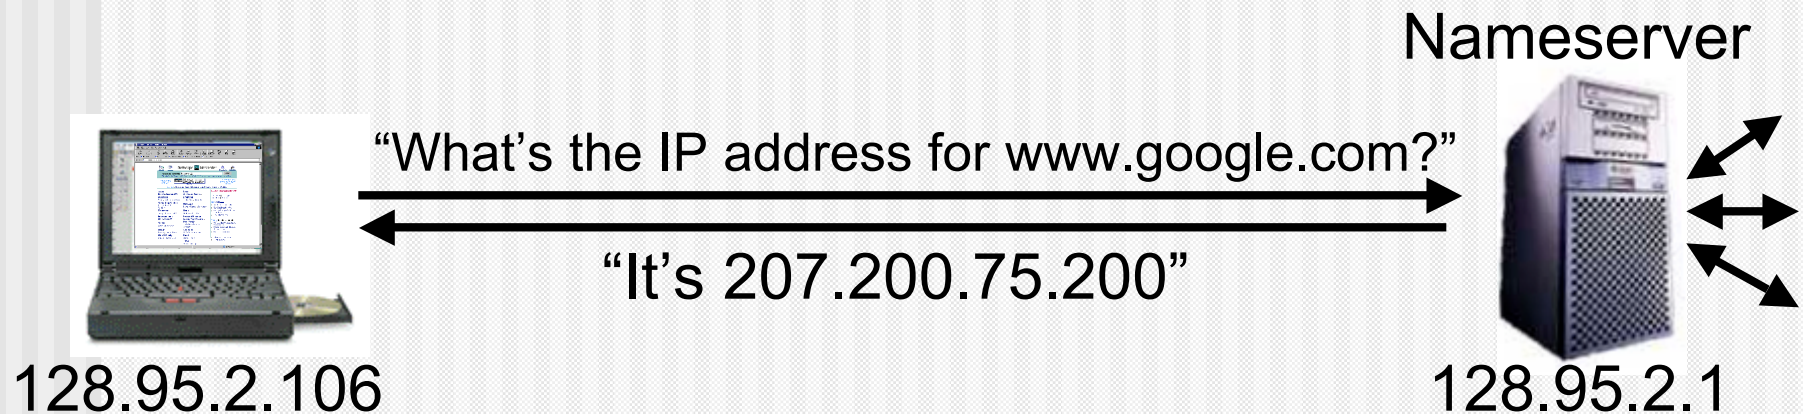 Nameserver
“What’s the IP address for www.google.com?”
“It’s 207.200.75.200”
128.95.2.106
128.95.2.1